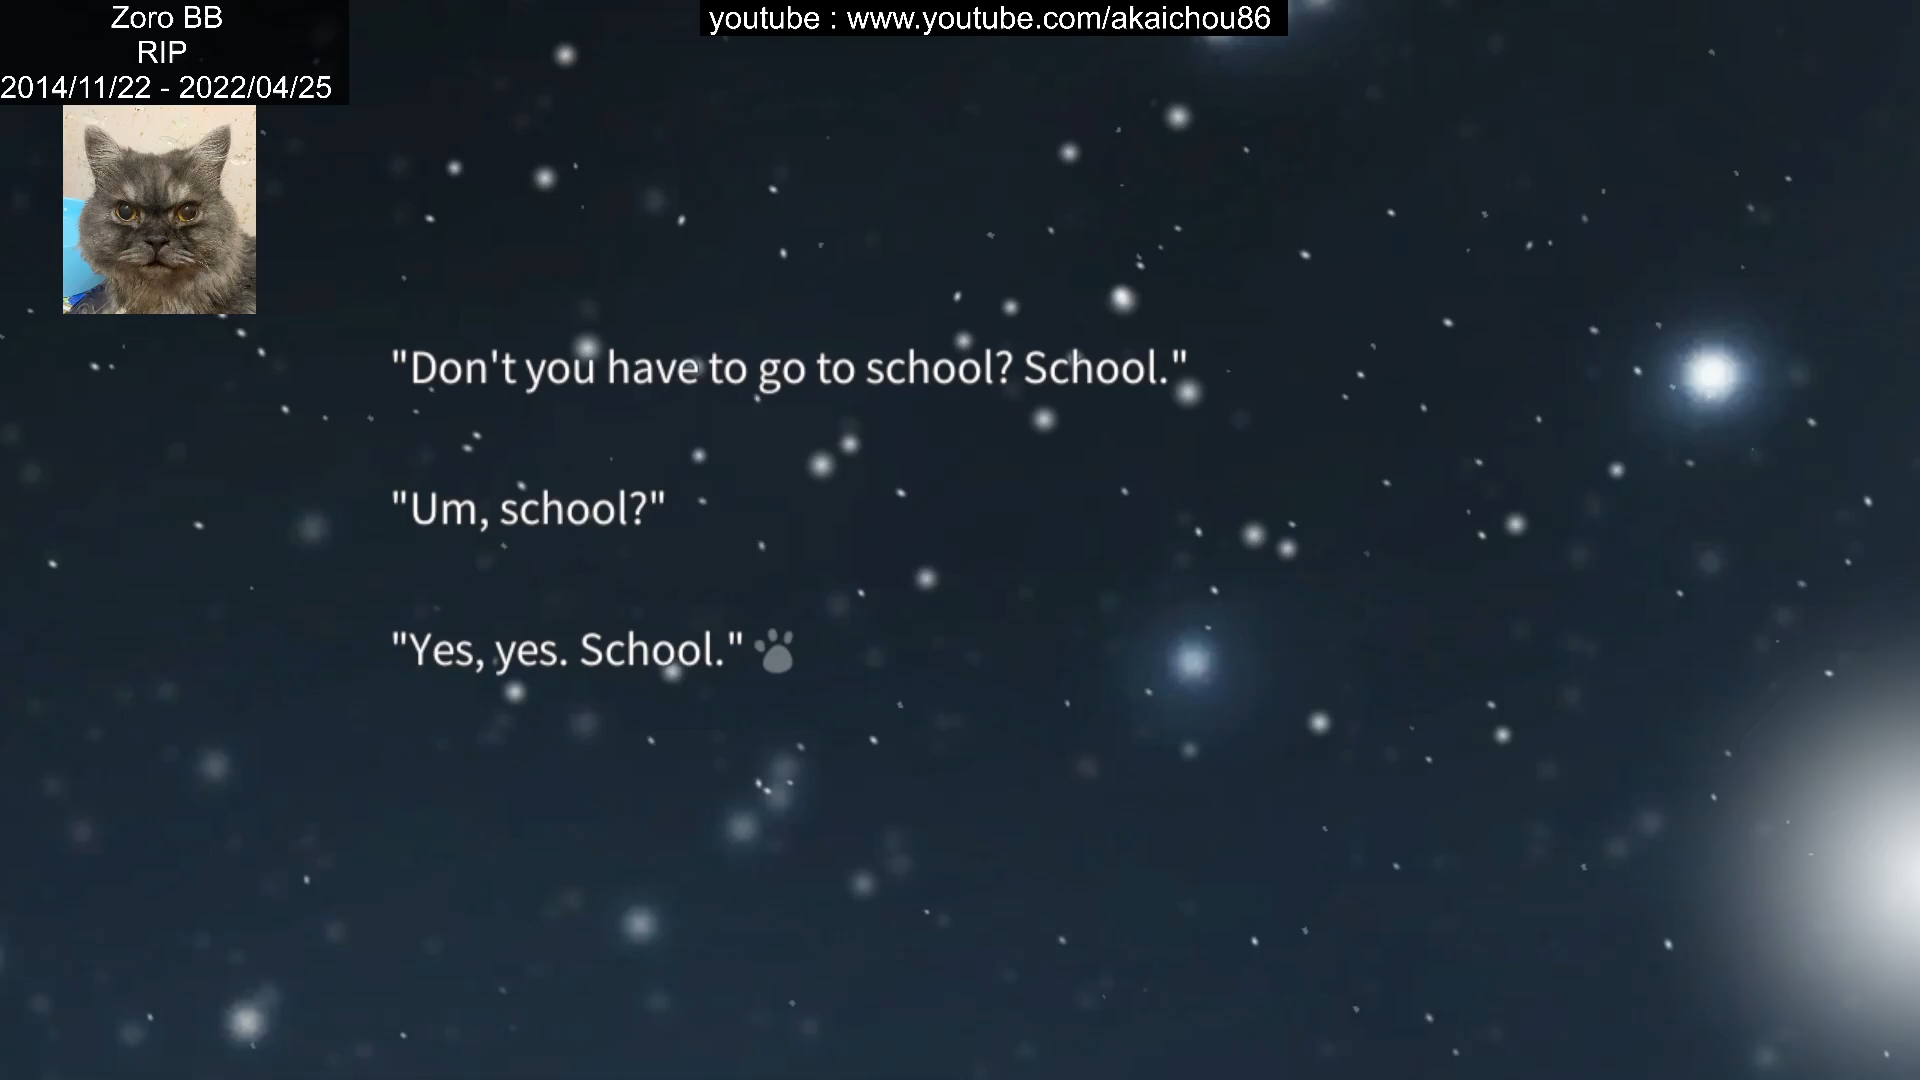 Zoro BB
RIP
2014/11/22 - 2022/04/25
youtube : www.youtube.com/akaichou86
"Don't you have to go to school? School."
"Um, school?"
"Yes, yes. School."